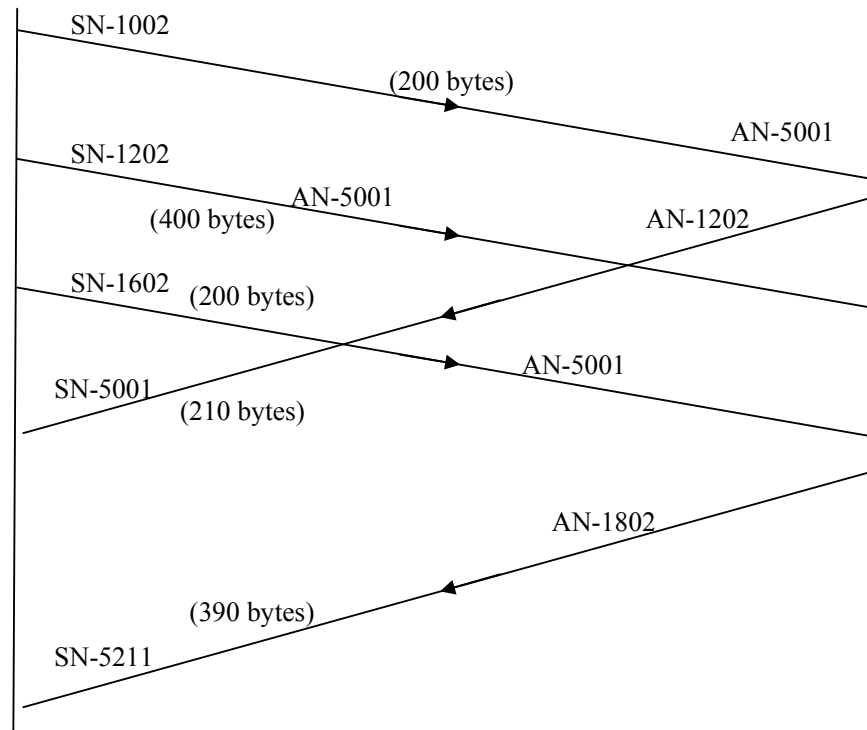 SN-1002
(200 bytes)
AN-5001
SN-1202
AN-5001
(400 bytes)
AN-1202
SN-1602
(200 bytes)
AN-5001
SN-5001
(210 bytes)
AN-1802
(390 bytes)
SN-5211